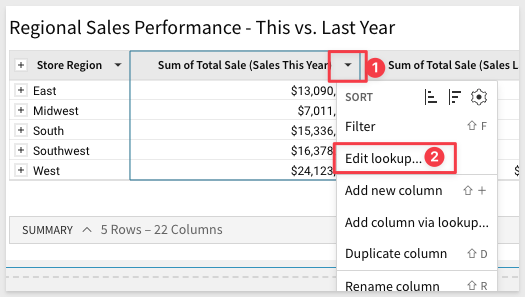 Regional Sales Performance - This vs. Last Year
Store Region Sum of Total Sale (Sales This Year) 1 Sum of Total Sale (Sales L
East $13,090,
Midwest $7,011,
South $15,336,
Southwest $16,378,
West $24,123, $
SORT
Filter ⇧ F
Edit lookup... 2
Add new column ⇧ +
Add column via lookup...
Duplicate column ⇧ D
Rename column ⇧ R
SUMMARY 5 Rows – 22 Columns